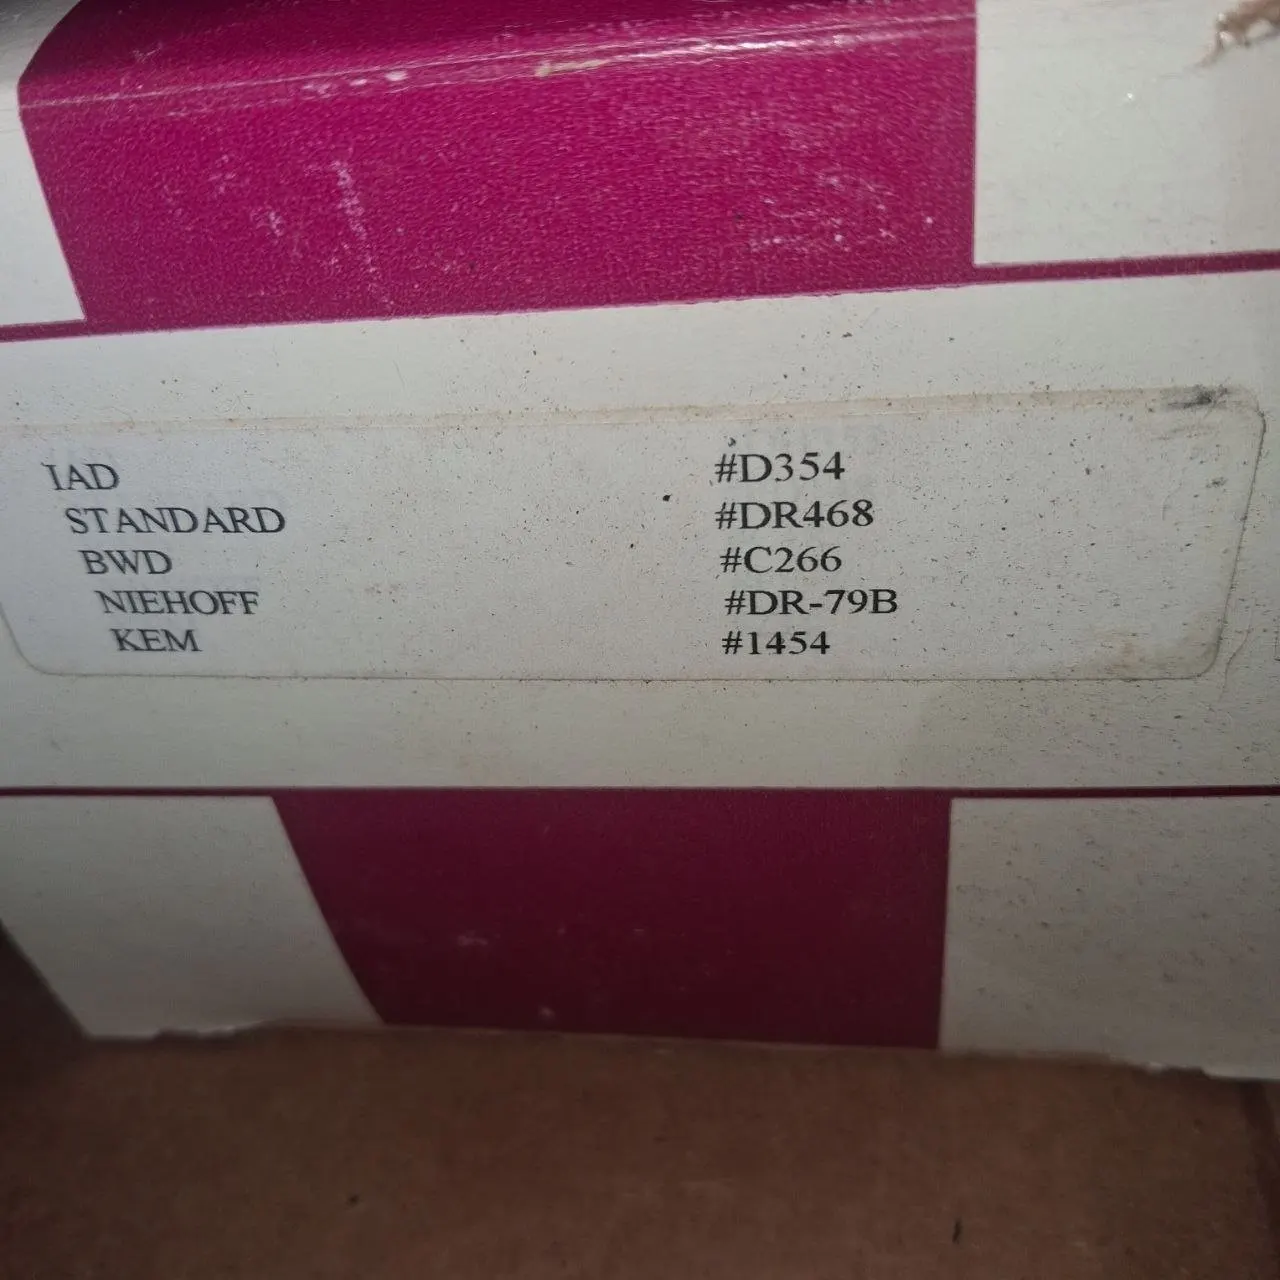 IAD #D354
STANDARD #DR468
BWD #C266
NIEHOFF #DR-79B
KEM #1454